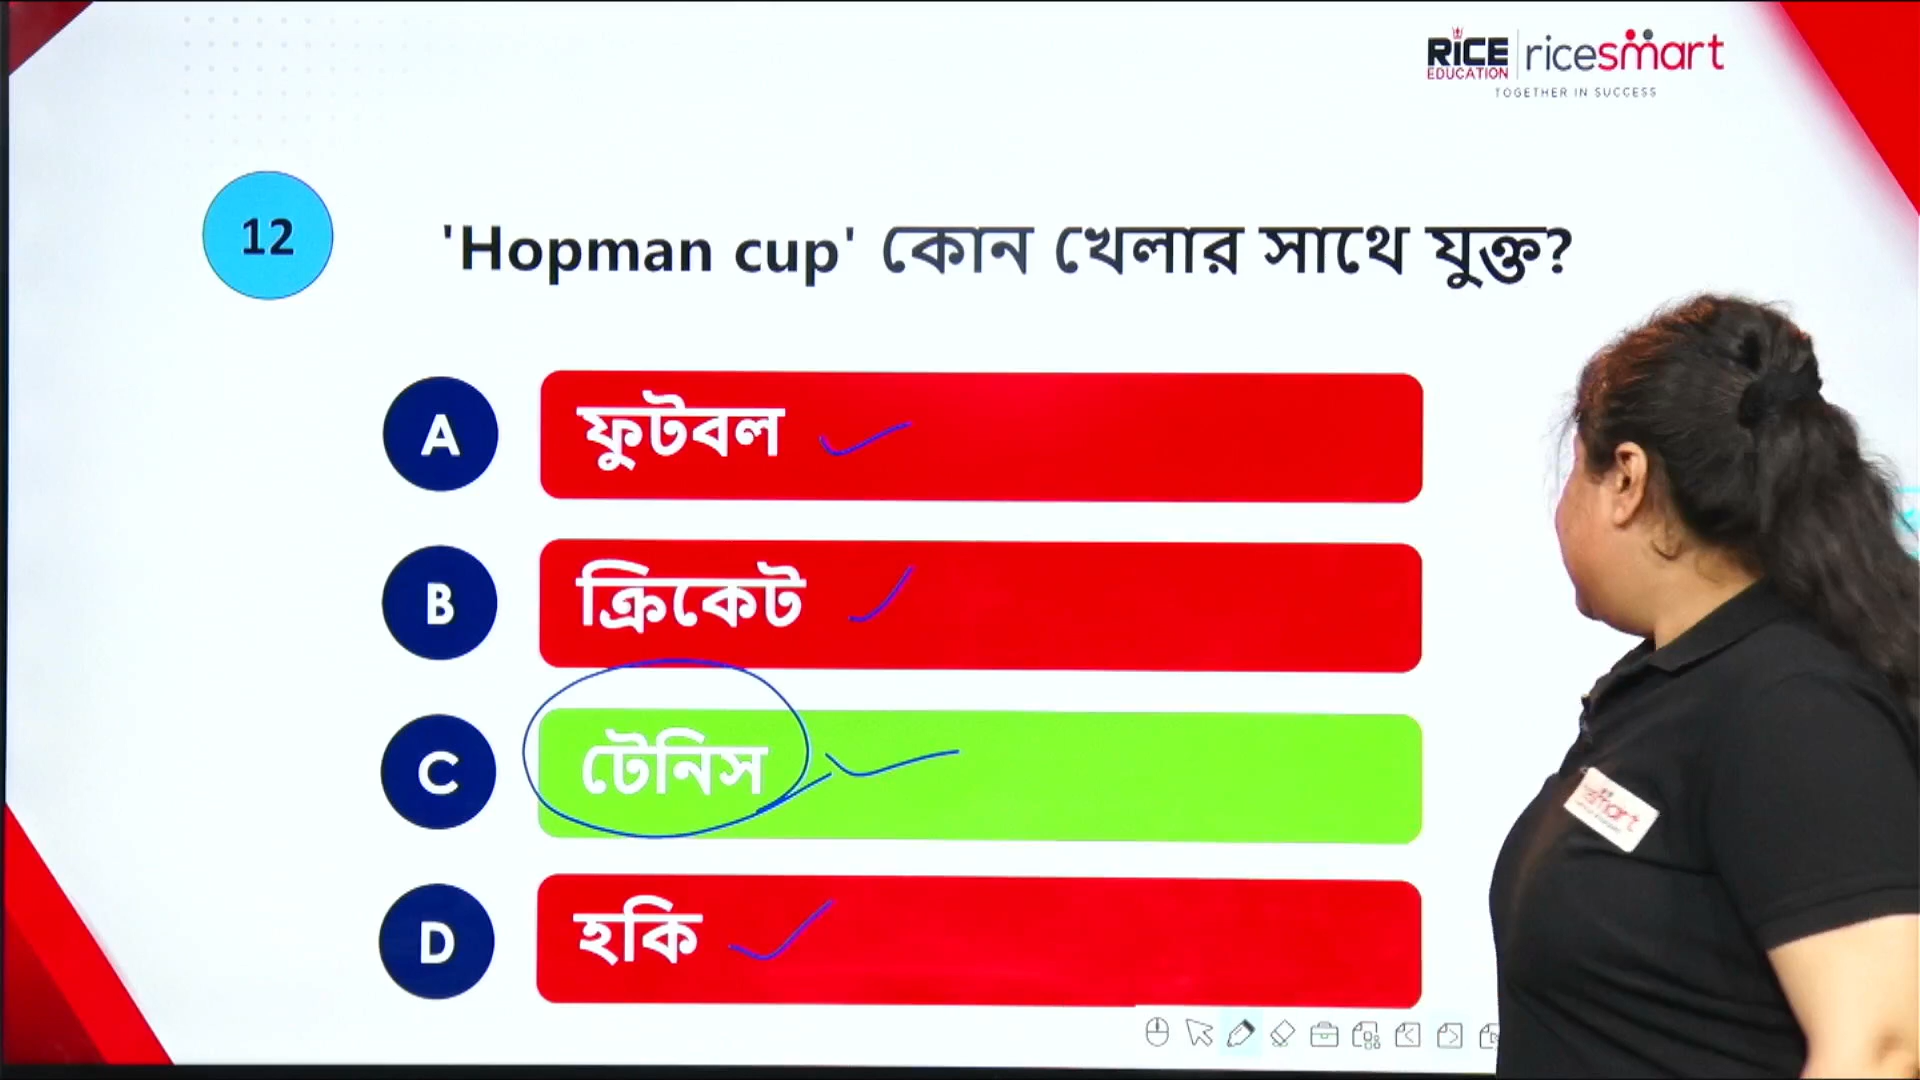 RICE EDUCATION ricesmart
TOGETHER IN SUCCESS
12 'Hopman cup' কোন খেলার সাথে যুক্ত?
A ফুটবল
B ক্রিকেট
C টেনিস
D হকি